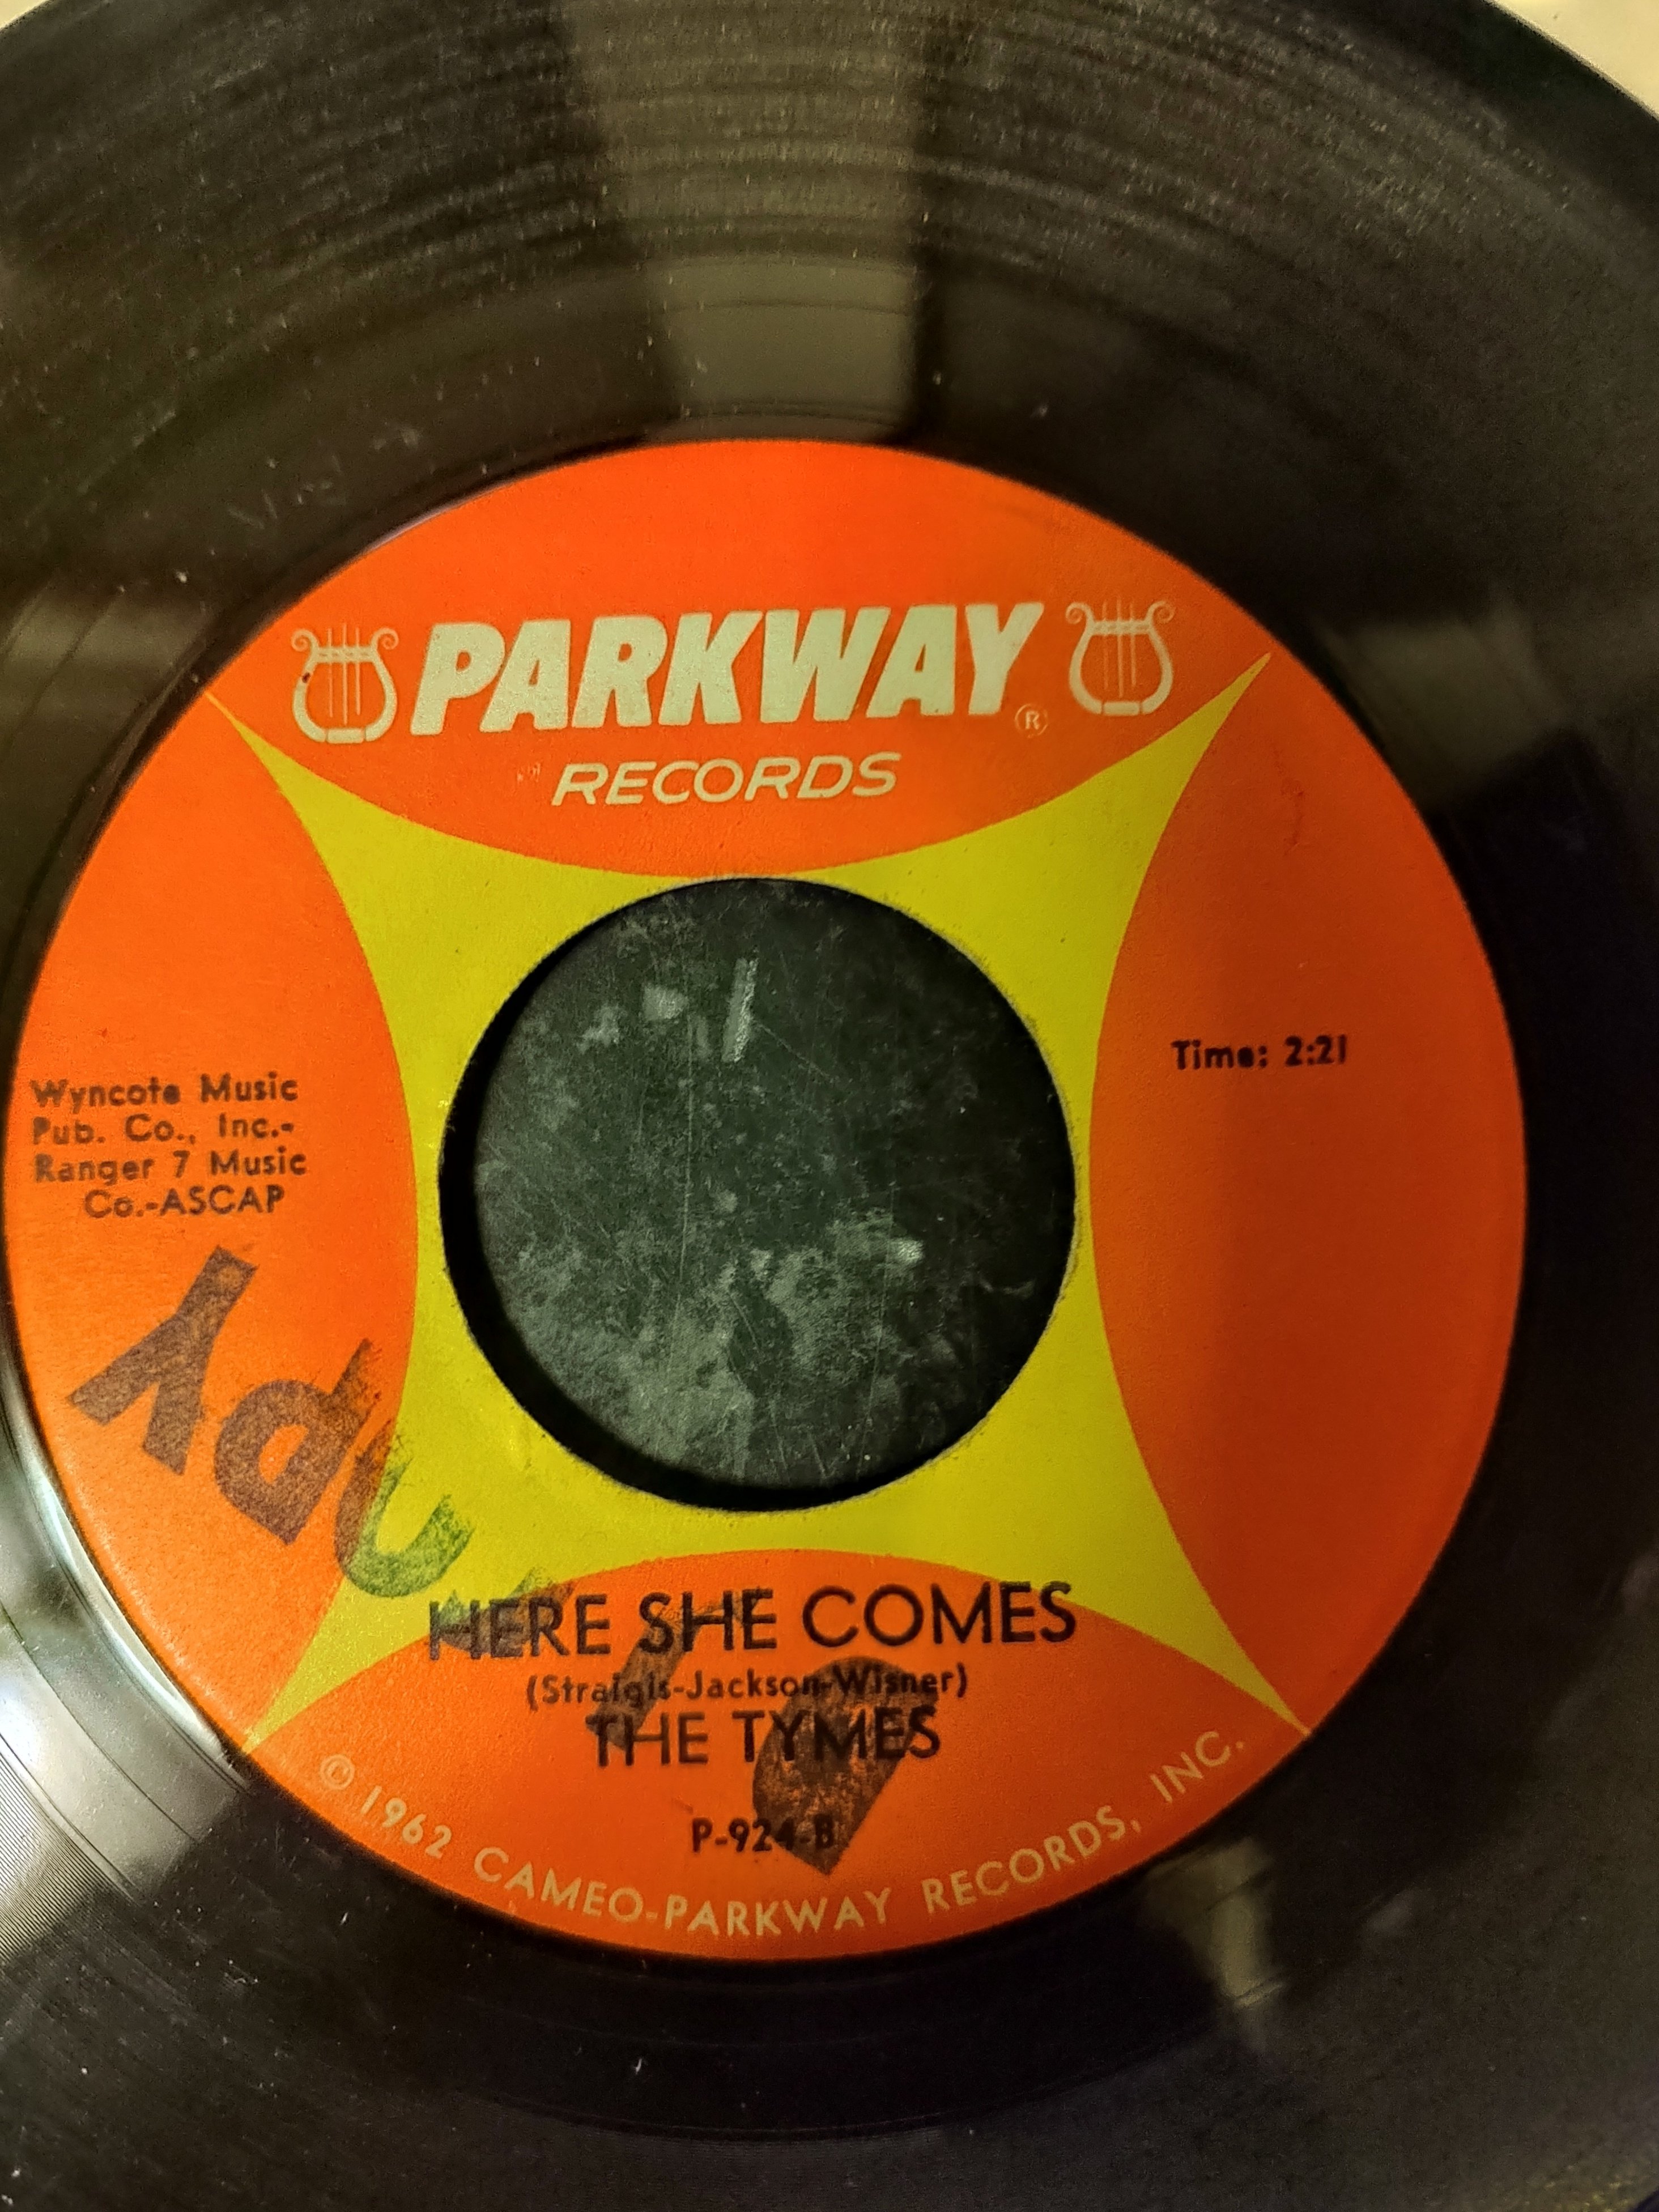 PARKWAY ®
RECORDS
Time: 2:21
Wyncote Music
Pub. Co., Inc.-
Ranger 7 Music
Co.-ASCAP
HERE SHE COMES
(Straigis-Jackson-Wisner)
THE TYMES
P-924-B
© 1962 CAMEO-PARKWAY RECORDS, INC.